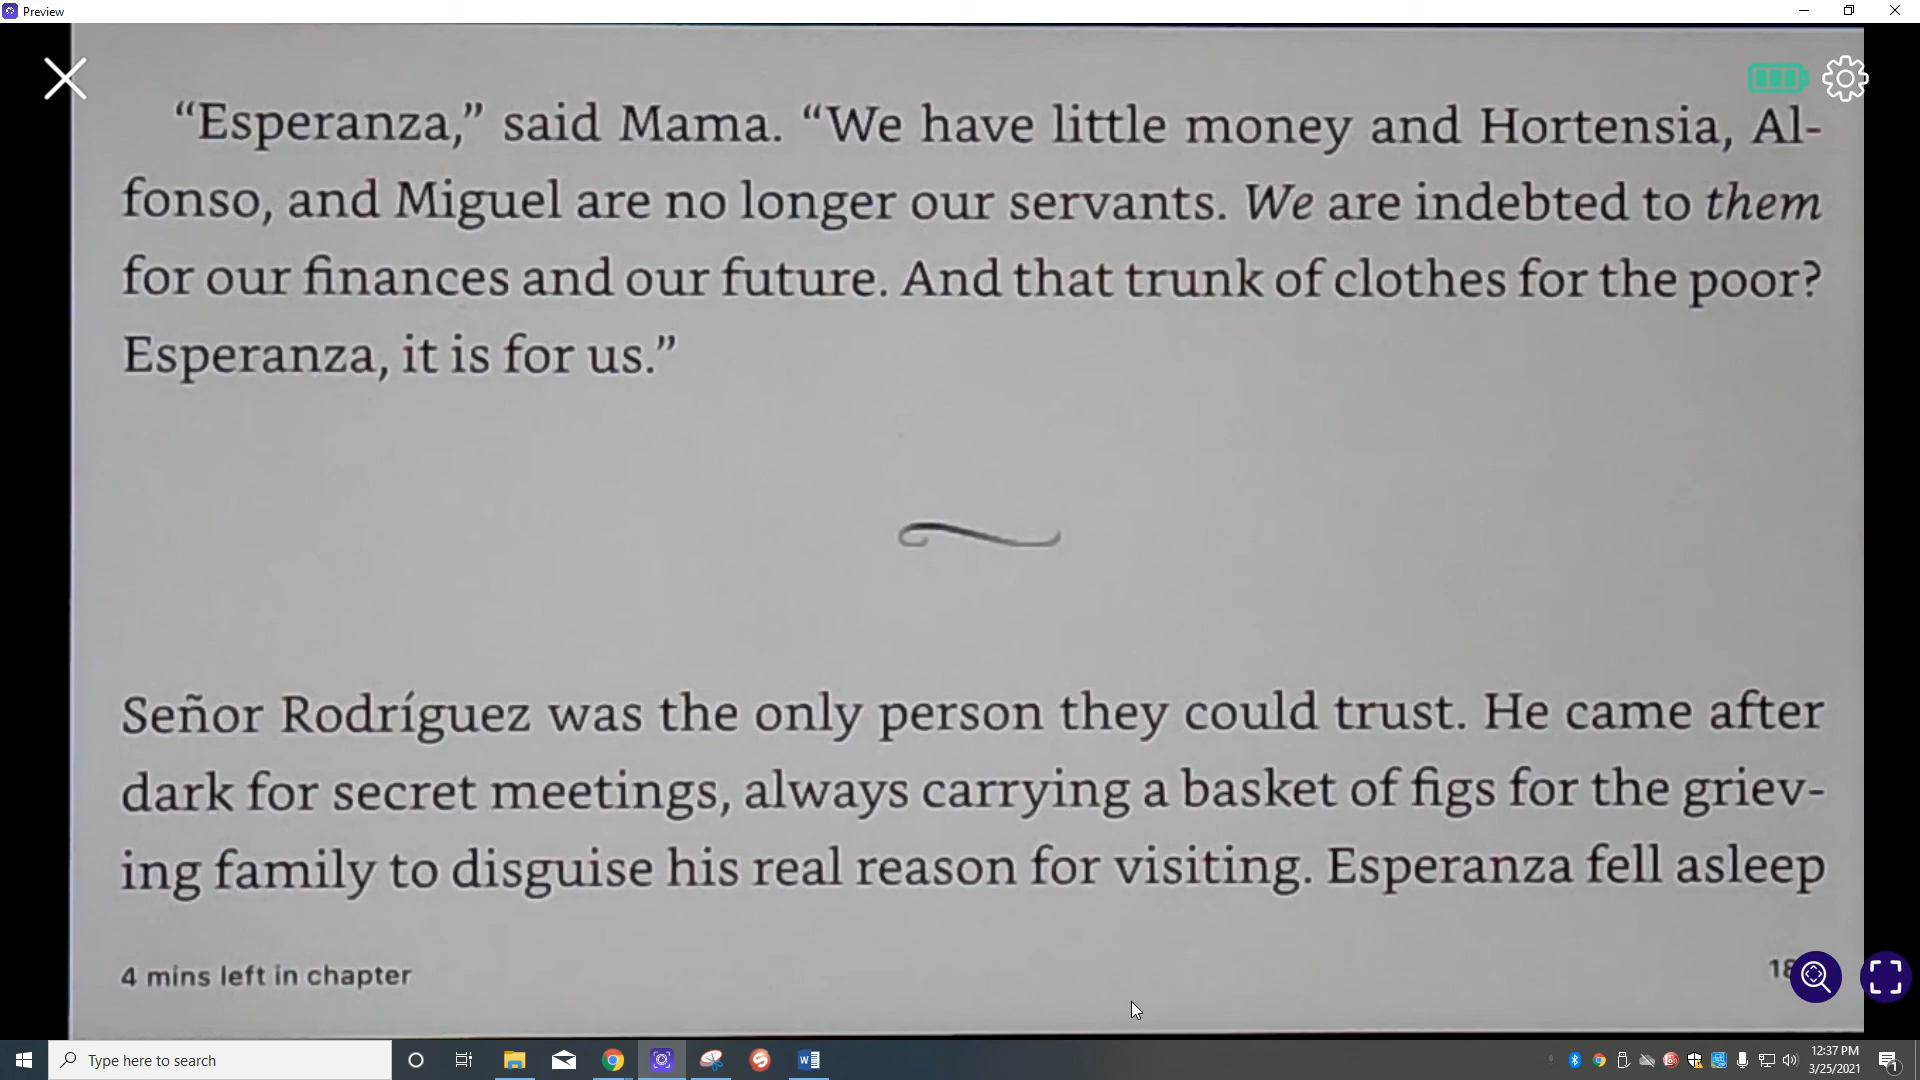 Preview
“Esperanza,” said Mama. “We have little money and Hortensia, Al-
fonso, and Miguel are no longer our servants. We are indebted to them
for our finances and our future. And that trunk of clothes for the poor?
Esperanza, it is for us.”
Señor Rodríguez was the only person they could trust. He came after
dark for secret meetings, always carrying a basket of figs for the griev-
ing family to disguise his real reason for visiting. Esperanza fell asleep
4 mins left in chapter
Type here to search
12:37 PM
3/25/2021